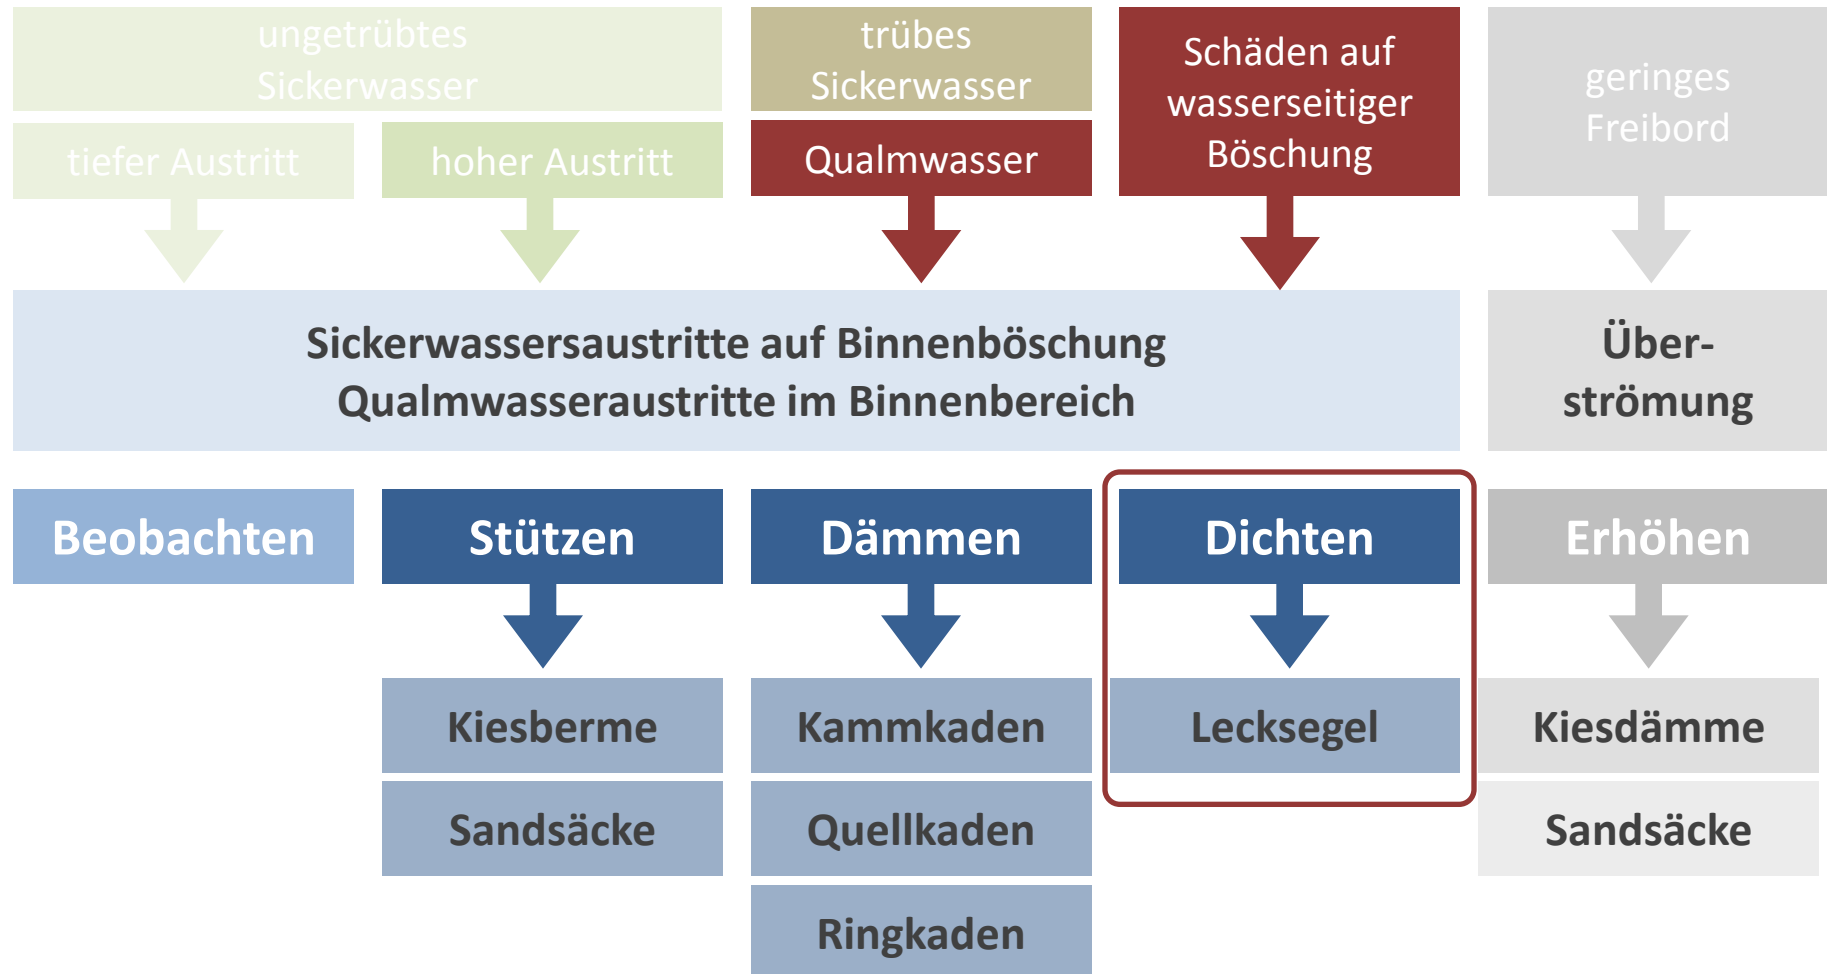 ungetrübtes
Sickerwasser
tiefer Austritt
hoher Austritt
trübes
Sickerwasser
Qualmwasser
Schäden auf
wasserseitiger
Böschung
geringes
Freibord
Sickerwassersaustritte auf Binnenböschung
Qualmwasseraustritte im Binnenbereich
Über-
strömung
Beobachten
Stützen
Dämmen
Dichten
Erhöhen
Kiesberme
Kammkaden
Lecksegel
Kiesdämme
Sandsäcke
Quellkaden
Sandsäcke
Ringkaden